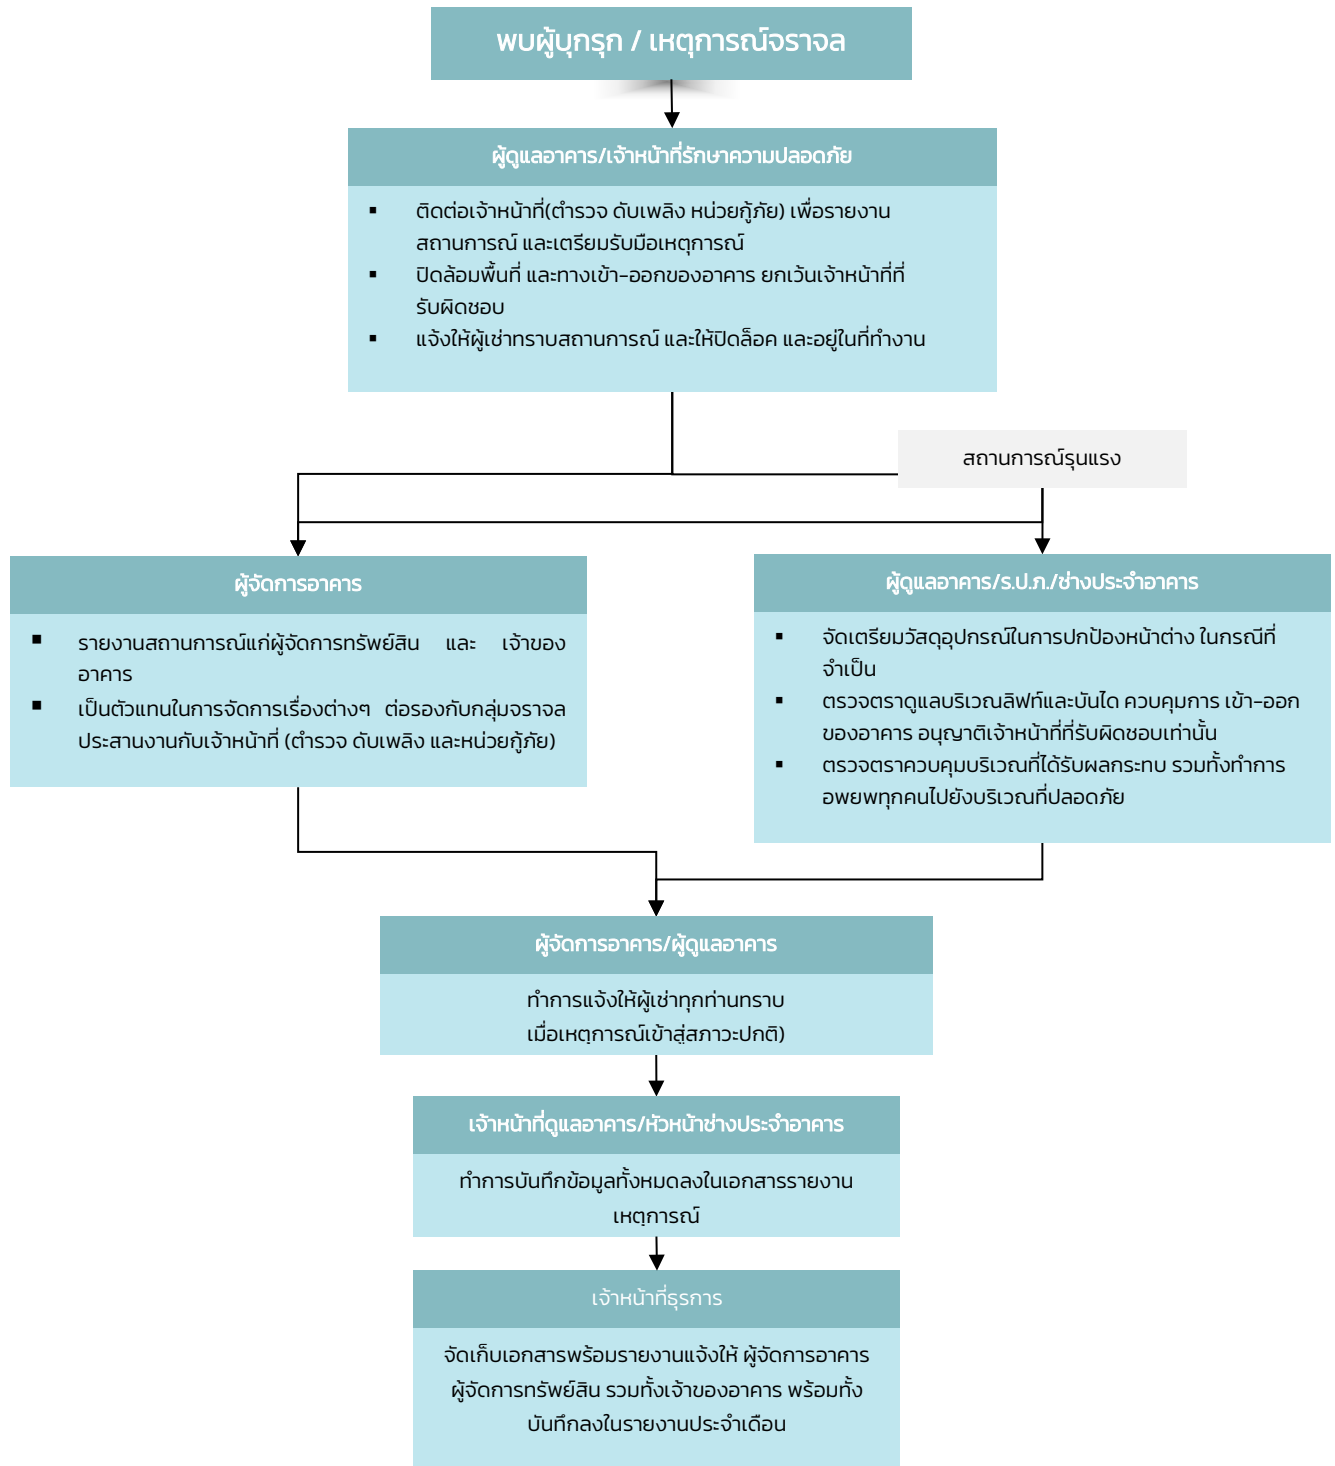 พบผู้บุกรุก / เหตุการณ์จราจล
ผู้ดูแลอาคาร/เจ้าหน้าที่รักษาความปลอดภัย
▪ ติดต่อเจ้าหน้าที่(ตำรวจ ดับเพลิง หน่วยกู้ภัย) เพื่อรายงาน
สถานการณ์ และเตรียมรับมือเหตุการณ์
▪ ปิดล้อมพื้นที่ และทางเข้า-ออกของอาคาร ยกเว้นเจ้าหน้าที่ที่
รับผิดชอบ
▪ แจ้งให้ผู้เช่าทราบสถานการณ์ และให้ปิดล็อค และอยู่ในที่ทำงาน
สถานการณ์รุนแรง
ผู้จัดการอาคาร
▪ รายงานสถานการณ์แก่ผู้จัดการทรัพย์สิน และ เจ้าของ
อาคาร
▪ เป็นตัวแทนในการจัดการเรื่องต่างๆ ต่อรองกับกลุ่มจราจล
ประสานงานกับเจ้าหน้าที่ (ตำรวจ ดับเพลิง และหน่วยกู้ภัย)
ผู้ดูแลอาคาร/ร.ป.ภ./ช่างประจำอาคาร
▪ จัดเตรียมวัสดุอุปกรณ์ในการปกป้องหน้าต่าง ในกรณีที่
จำเป็น
▪ ตรวจตราดูแลบริเวณลิฟท์และบันได ควบคุมการ เข้า-ออก
ของอาคาร อนุญาติเจ้าหน้าที่ที่รับผิดชอบเท่านั้น
▪ ตรวจตราควบคุมบริเวณที่ได้รับผลกระทบ รวมทั้งทำการ
อพยพทุกคนไปยังบริเวณที่ปลอดภัย
ผู้จัดการอาคาร/ผู้ดูแลอาคาร
ทำการแจ้งให้ผู้เช่าทุกท่านทราบ
เมื่อเหตุการณ์เข้าสู่สภาวะปกติ)
เจ้าหน้าที่ดูแลอาคาร/หัวหน้าช่างประจำอาคาร
ทำการบันทึกข้อมูลทั้งหมดลงในเอกสารรายงาน
เหตุการณ์
เจ้าหน้าที่ธุรการ
จัดเก็บเอกสารพร้อมรายงานแจ้งให้ ผู้จัดการอาคาร
ผู้จัดการทรัพย์สิน รวมทั้งเจ้าของอาคาร พร้อมทั้ง
บันทึกลงในรายงานประจำเดือน